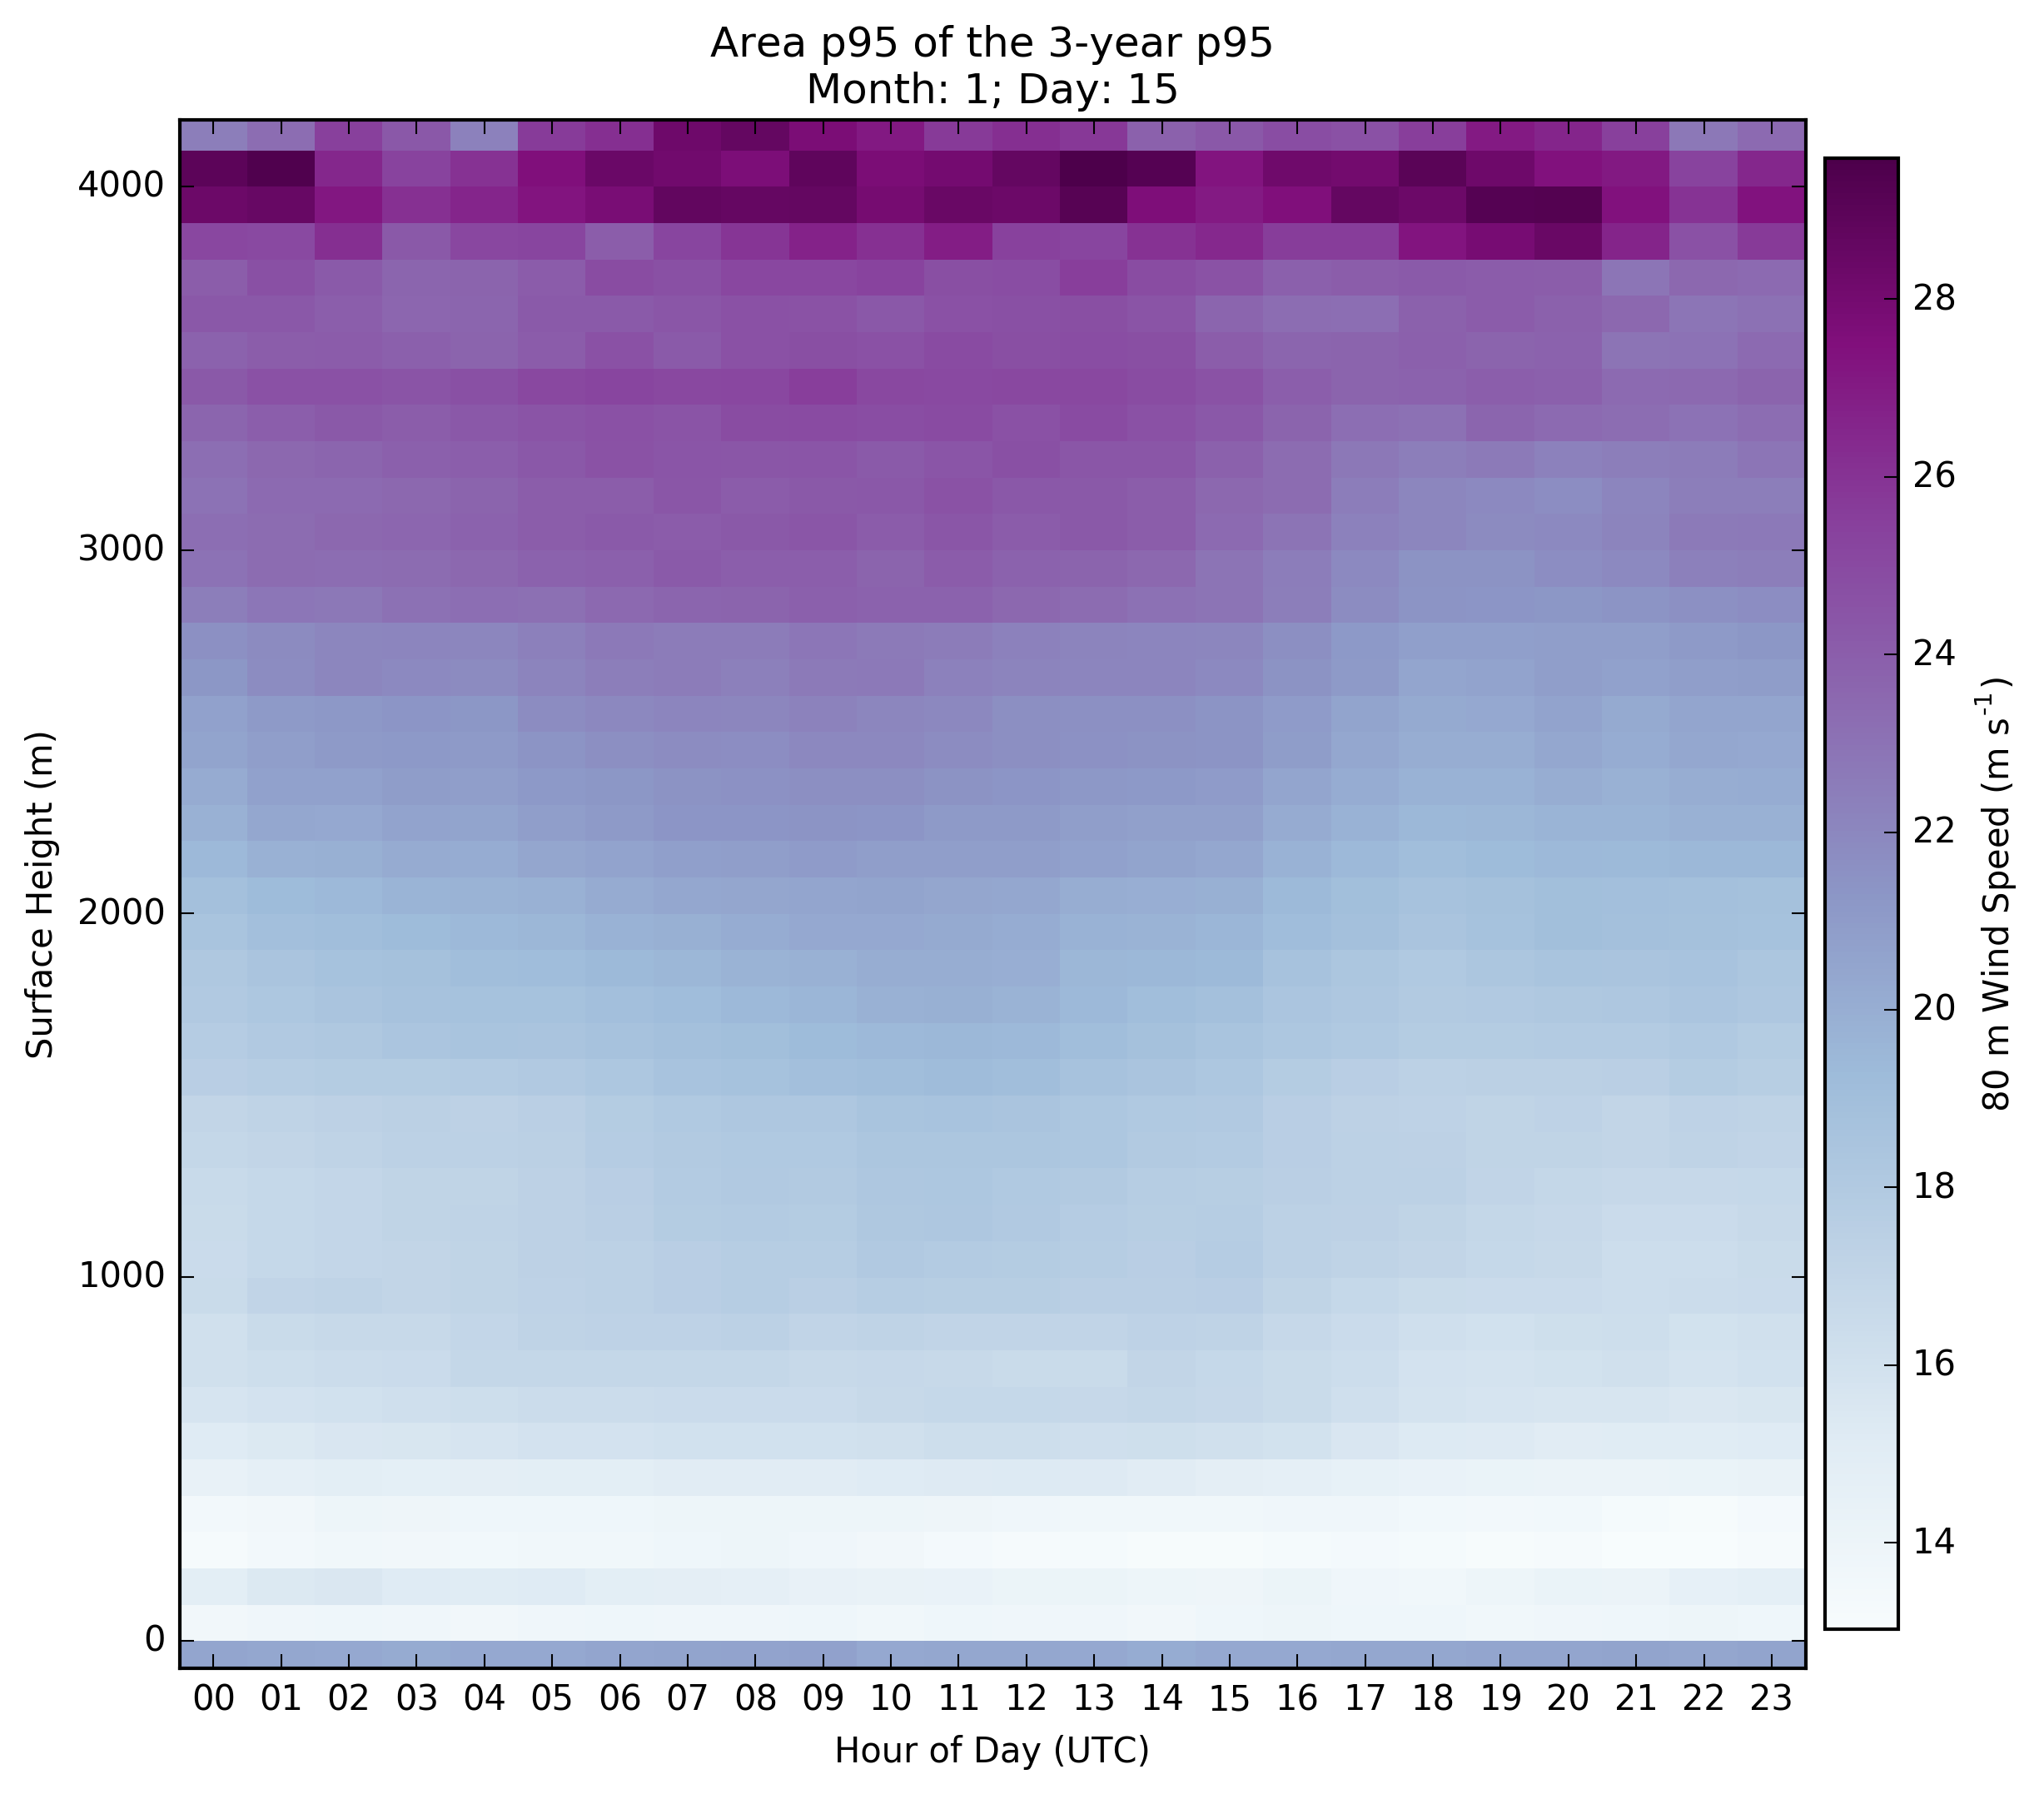 Area p95 of the 3-year p95
Month: 1; Day: 15
Surface Height (m)
4000
3000
2000
1000
0
00 01 02 03 04 05 06 07 08 09 10 11 12 13 14 15 16 17 18 19 20 21 22 23
Hour of Day (UTC)
28
26
24
22
20
18
16
14
80 m Wind Speed (m s-1)